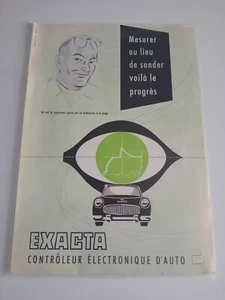 Mesurer
au lieu
de sonder
voilà le
progrès
EXACTA
CONTRÔLEUR ÉLECTRONIQUE D'AUTO